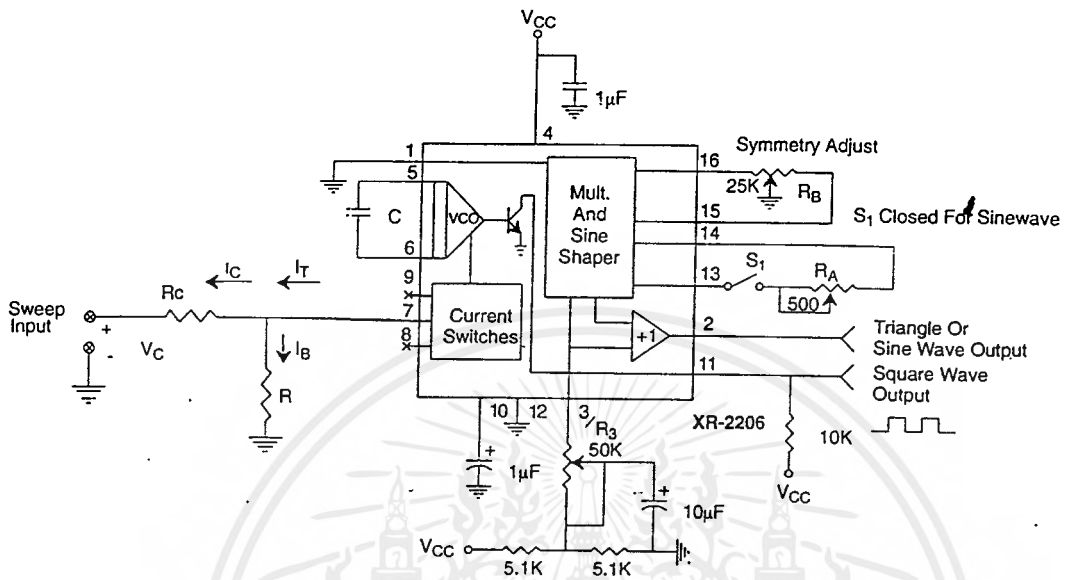 VCC
1μF
4
1
5
C
VCO
6
9
7
8
Current
Switches
Mult.
And
Sine
Shaper
+1
Symmetry Adjust
16
25K
RB
15
S1 Closed For Sinewave
14
13
S1
RA
500
2
Triangle Or
Sine Wave Output
11
Square Wave
Output
XR-2206
10K
VCC
IC
IT
Sweep
Input
Rc
+
-
VC
IB
R
10
12
3
R3
50K
+
1μF
+
10μF
VCC
5.1K
5.1K